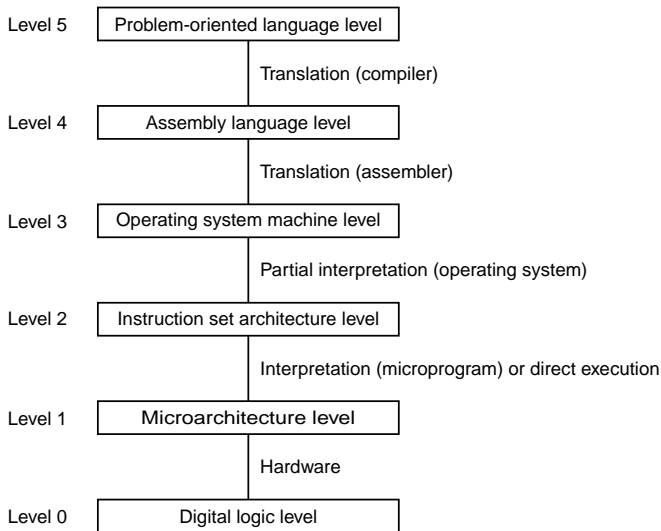 Level 5 Problem-oriented language level
Translation (compiler)
Level 4 Assembly language level
Translation (assembler)
Level 3 Operating system machine level
Partial interpretation (operating system)
Level 2 Instruction set architecture level
Interpretation (microprogram) or direct execution
Level 1 Microarchitecture level
Hardware
Level 0 Digital logic level